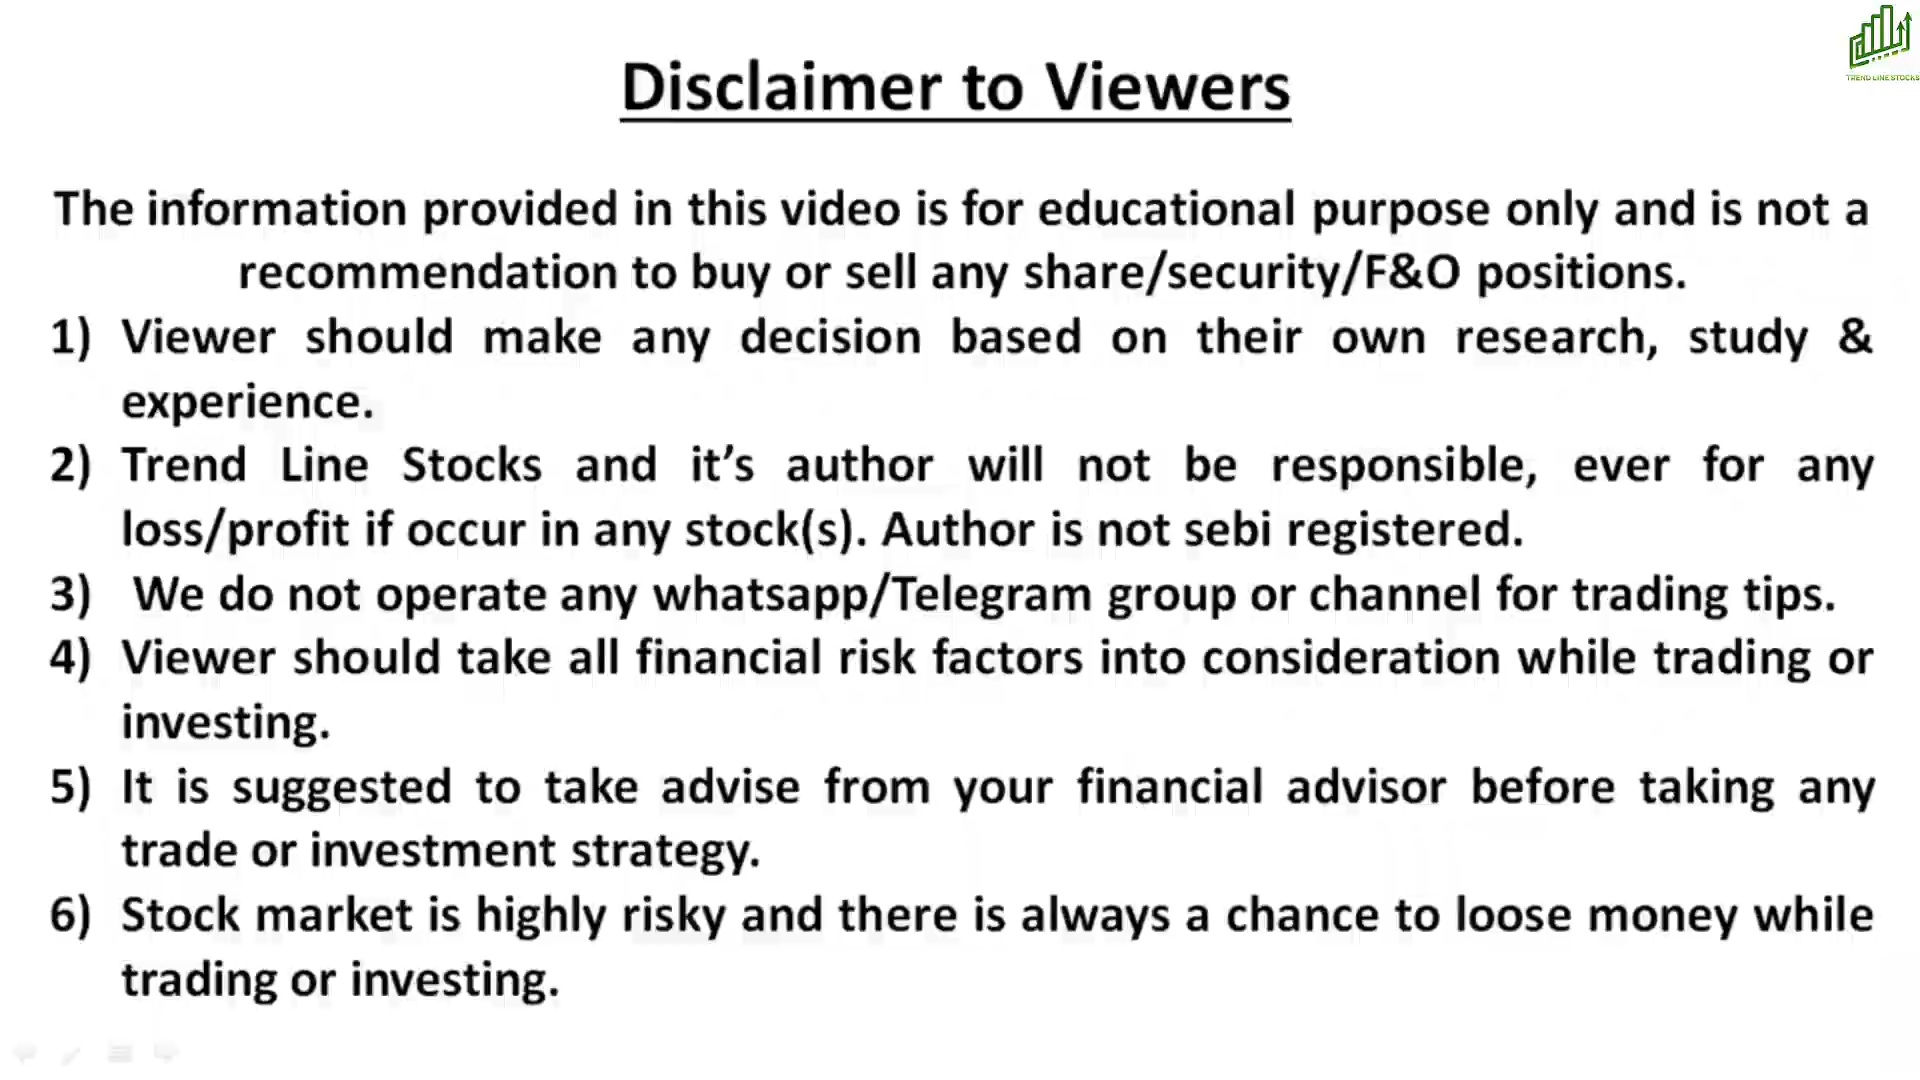 TREND LINE STOCKS
Disclaimer to Viewers
The information provided in this video is for educational purpose only and is not a
recommendation to buy or sell any share/security/F&O positions.
1) Viewer should make any decision based on their own research, study &
experience.
2) Trend Line Stocks and it’s author will not be responsible, ever for any
loss/profit if occur in any stock(s). Author is not sebi registered.
3) We do not operate any whatsapp/Telegram group or channel for trading tips.
4) Viewer should take all financial risk factors into consideration while trading or
investing.
5) It is suggested to take advise from your financial advisor before taking any
trade or investment strategy.
6) Stock market is highly risky and there is always a chance to loose money while
trading or investing.